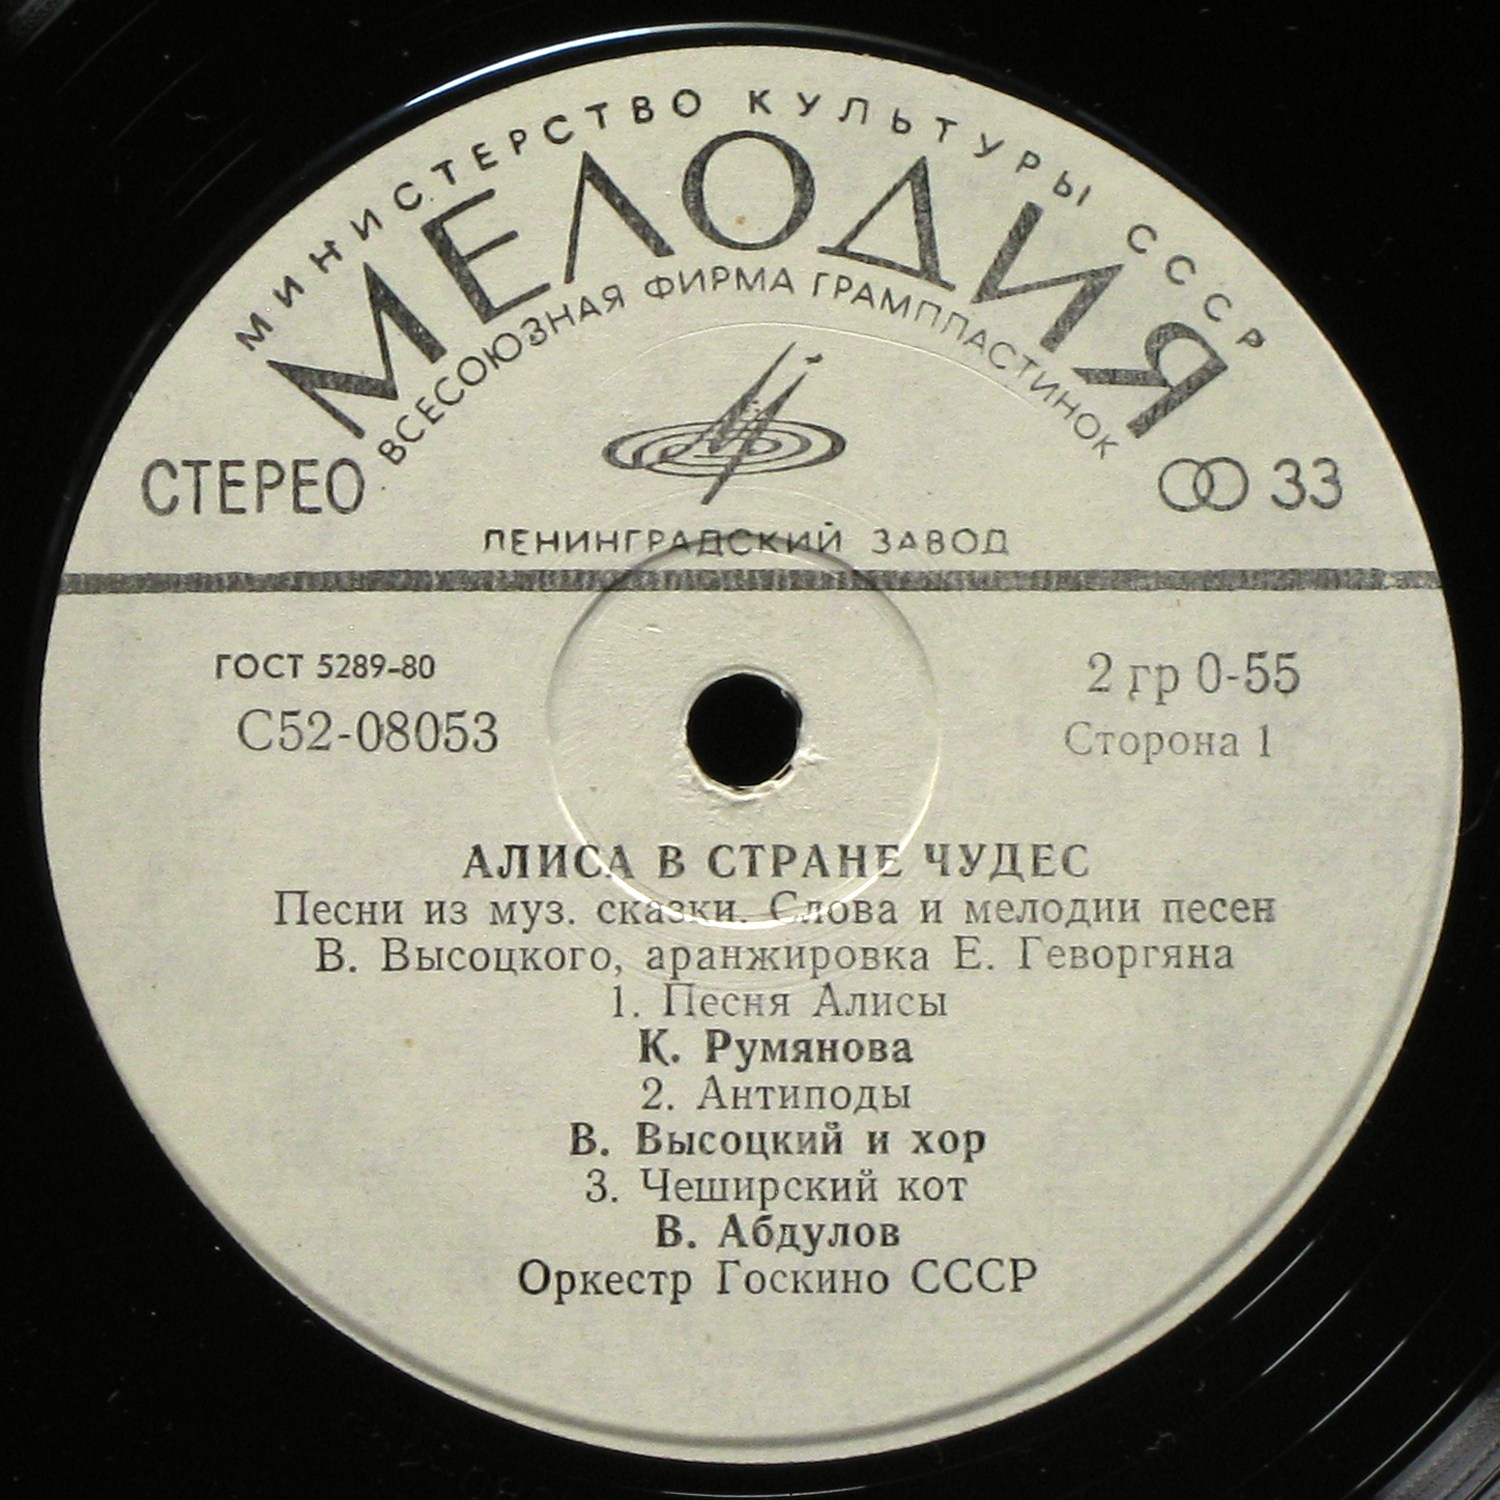 МИНИСТЕРСТВО КУЛЬТУРЫ СССР
МЕЛОДИЯ
ВСЕСОЮЗНАЯ ФИРМА ГРАМПЛАСТИНОК
СТЕРЕО
33
ЛЕНИНГРАДСКИЙ ЗАВОД
ГОСТ 5289-80
2 гр 0-55
С52-08053
Сторона 1
АЛИСА В СТРАНЕ ЧУДЕС
Песни из муз. сказки. Слова и мелодии песен
В. Высоцкого, аранжировка Е. Геворгяна
1. Песня Алисы
К. Румянова
2. Антиподы
В. Высоцкий и хор
3. Чеширский кот
В. Абдулов
Оркестр Госкино СССР